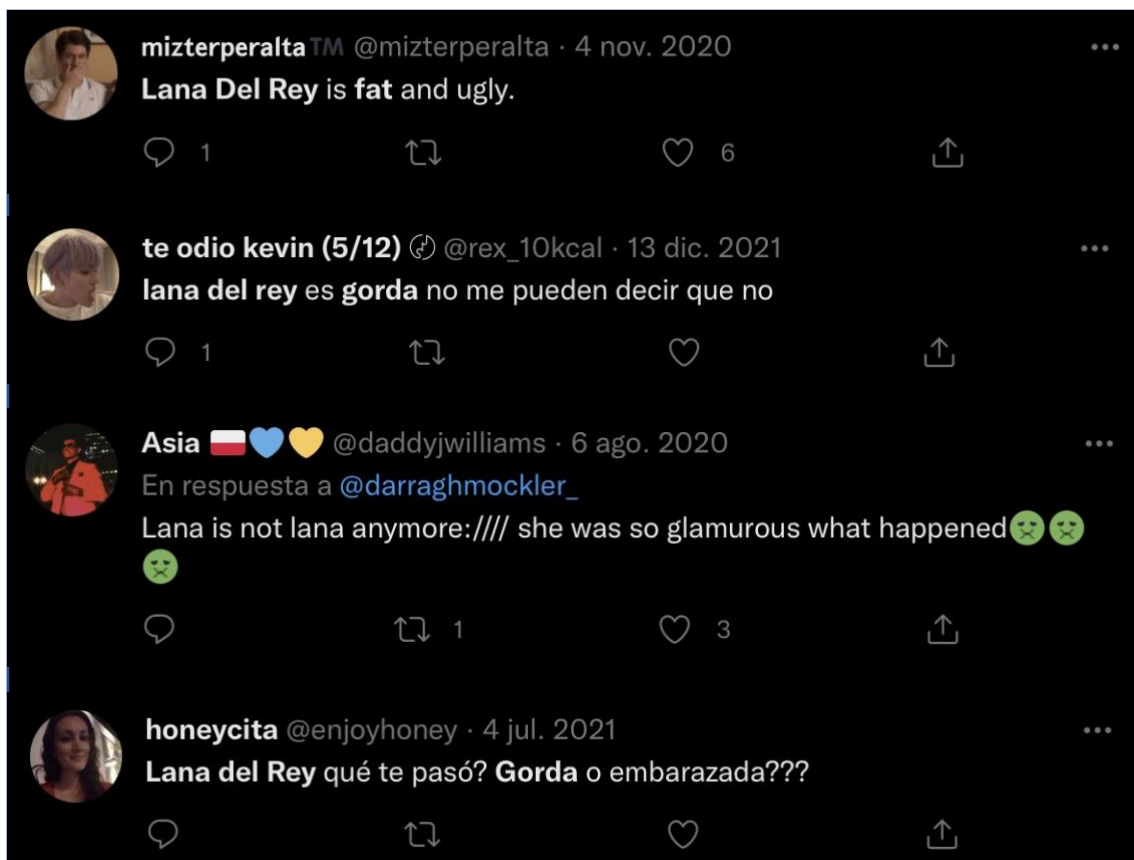 mizterperalta™ @mizterperalta · 4 nov. 2020
Lana Del Rey is fat and ugly.
1 6
te odio kevin (5/12) @rex_10kcal · 13 dic. 2021
lana del rey es gorda no me pueden decir que no
1
Asia 🇵🇱💙💛 @daddyjwilliams · 6 ago. 2020
En respuesta a @darraghmockler_
Lana is not lana anymore://// she was so glamurous what happened🤢🤢
🤢
1 3
honeycita @enjoyhoney · 4 jul. 2021
Lana del Rey qué te pasó? Gorda o embarazada???